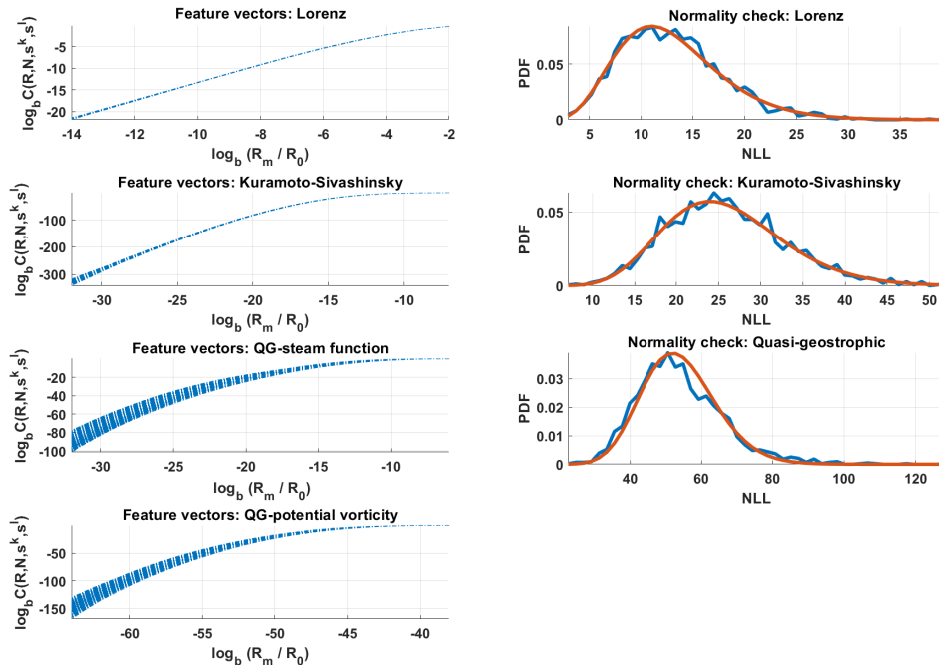 Feature vectors: Lorenz
log_b C(R,N,s^k,s^l)
-5
-10
-15
-20
-14 -12 -10 -8 -6 -4 -2
log_b (R_m / R_0)
Normality check: Lorenz
PDF
0.05
0
5 10 15 20 25 30 35
NLL
Feature vectors: Kuramoto-Sivashinsky
log_b C(R,N,s^k,s^l)
-100
-200
-300
-30 -25 -20 -15 -10
log_b (R_m / R_0)
Normality check: Kuramoto-Sivashinsky
PDF
0.05
0
10 15 20 25 30 35 40 45 50
NLL
Feature vectors: QG-steam function
log_b C(R,N,s^k,s^l)
-20
-40
-60
-80
-100
-30 -25 -20 -15 -10
log_b (R_m / R_0)
Normality check: Quasi-geostrophic
PDF
0.03
0.02
0.01
0
40 60 80 100 120
NLL
Feature vectors: QG-potential vorticity
log_b C(R,N,s^k,s^l)
-50
-100
-150
-60 -55 -50 -45 -40
log_b (R_m / R_0)